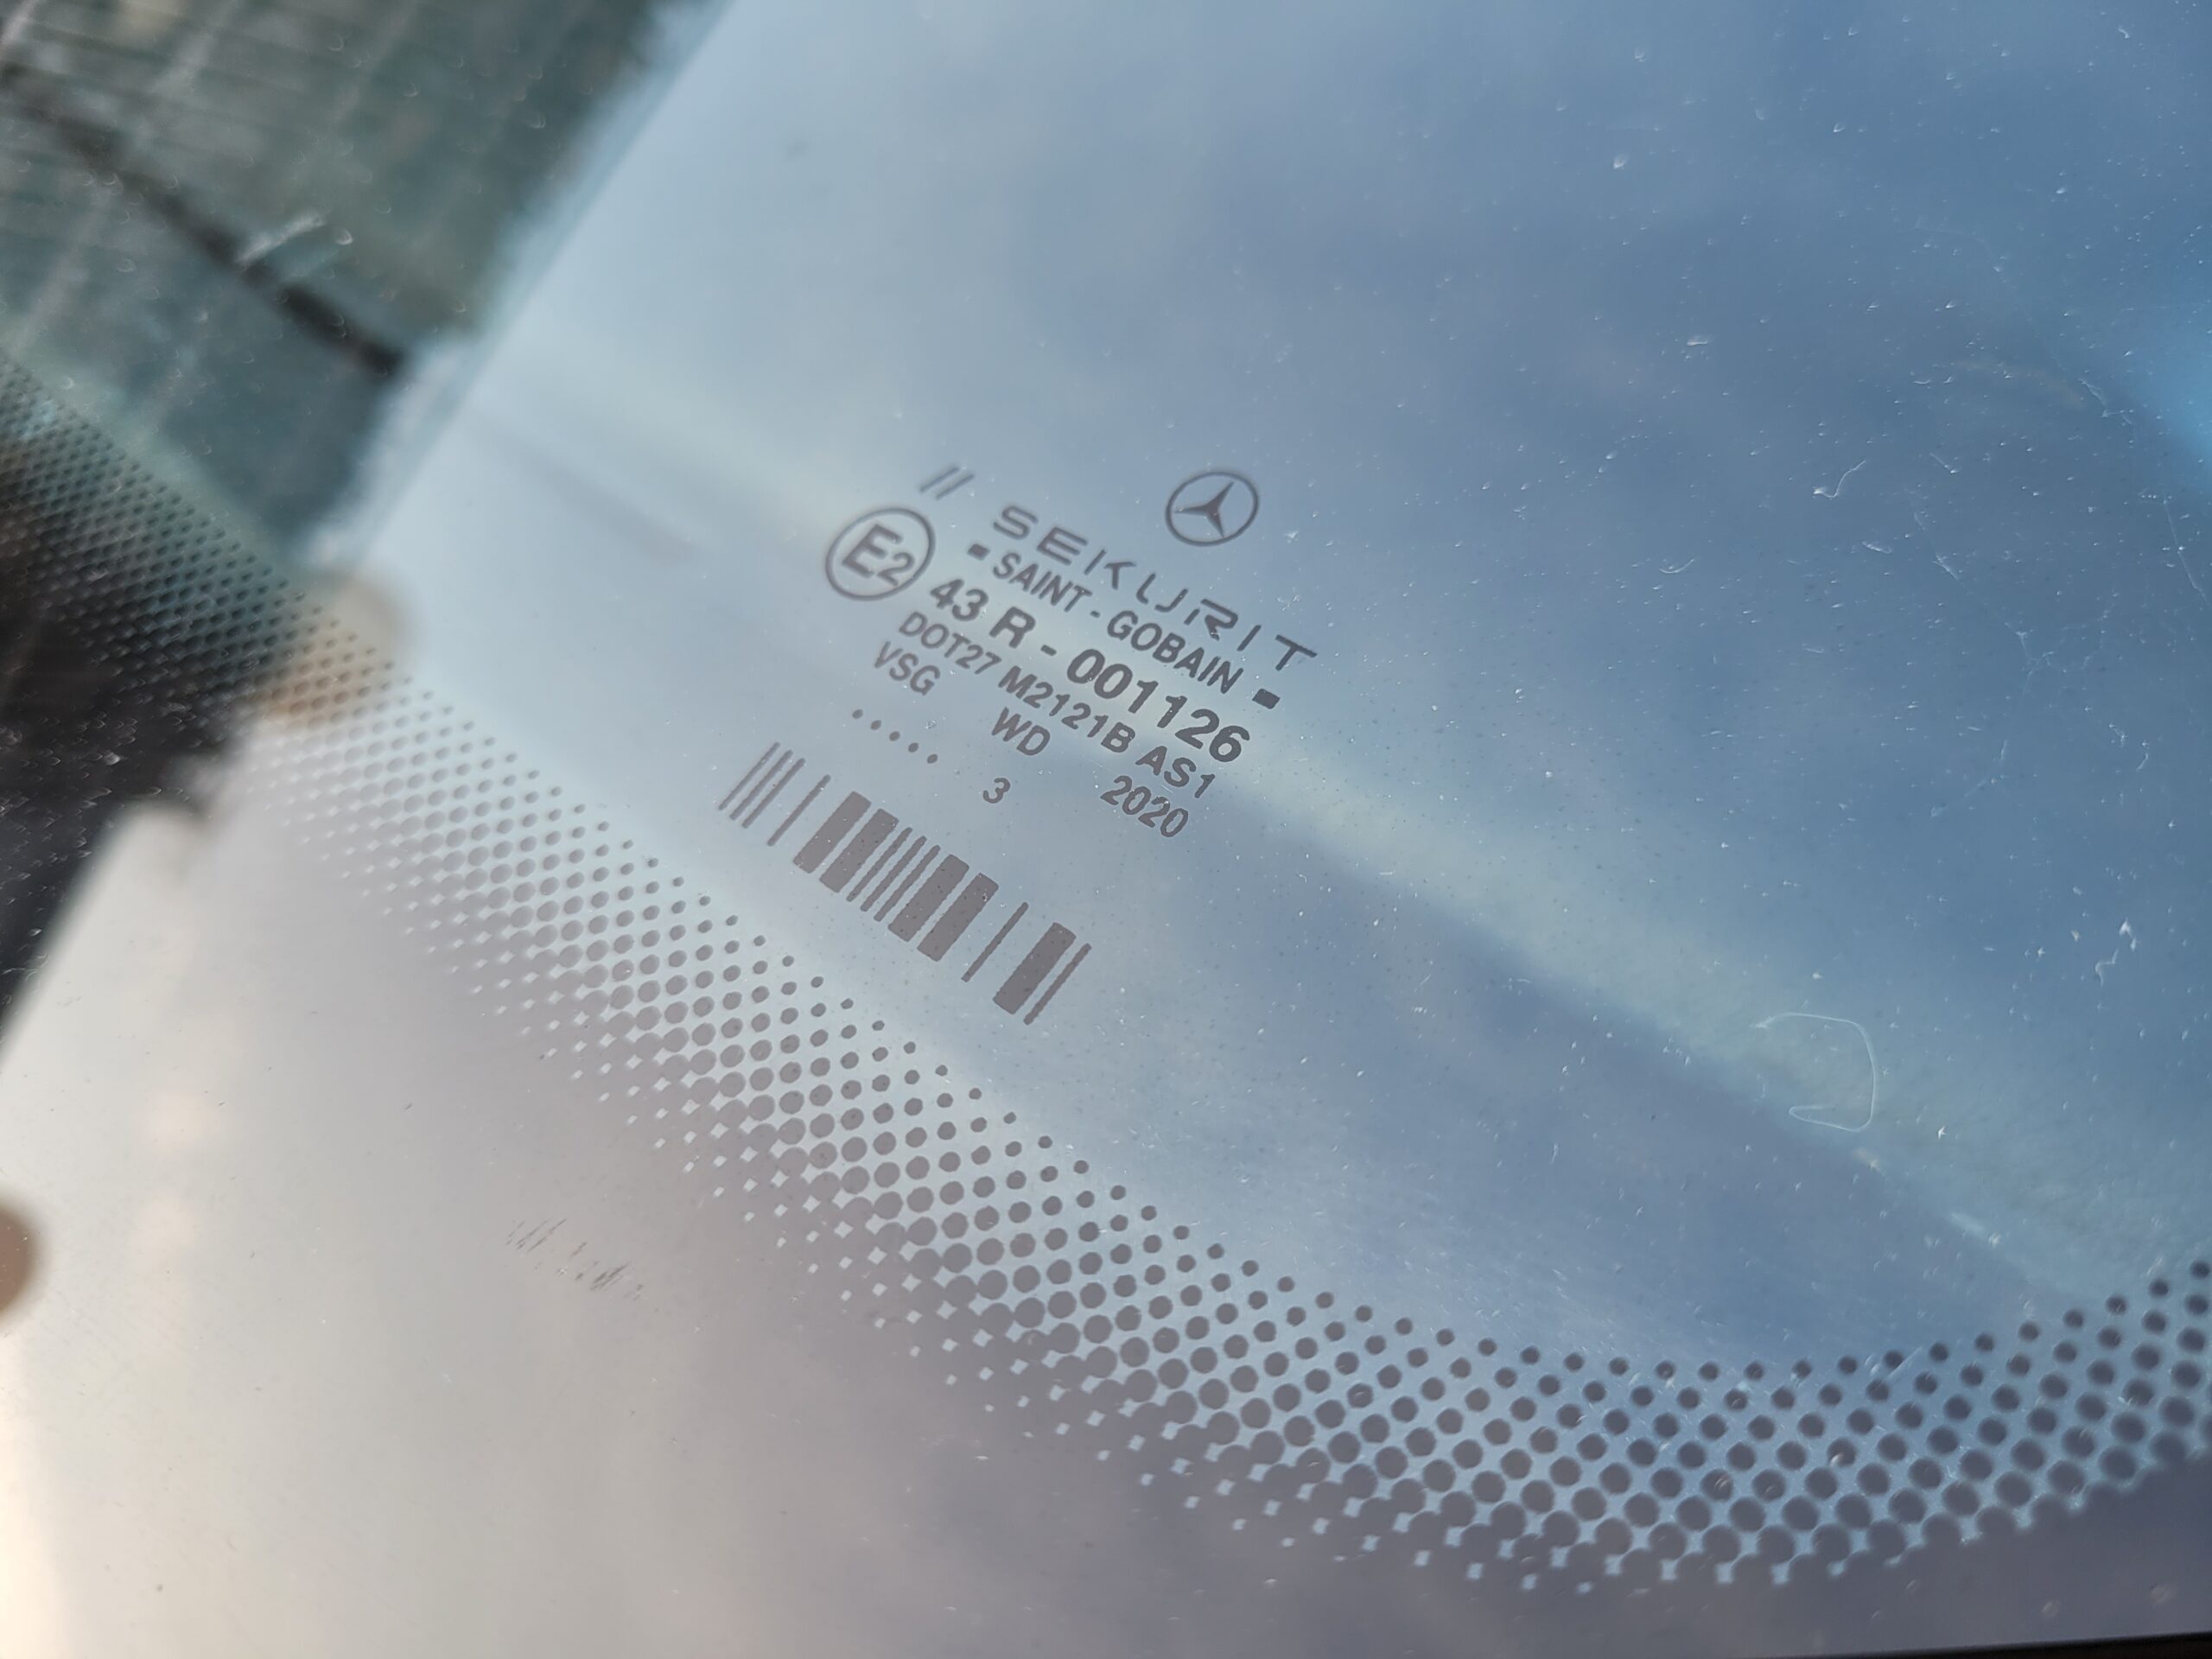 SEKURIT
SAINT - GOBAIN
E2 43 R - 001126
DOT27 M2121B AS1
VSG WD 2020
..... 3